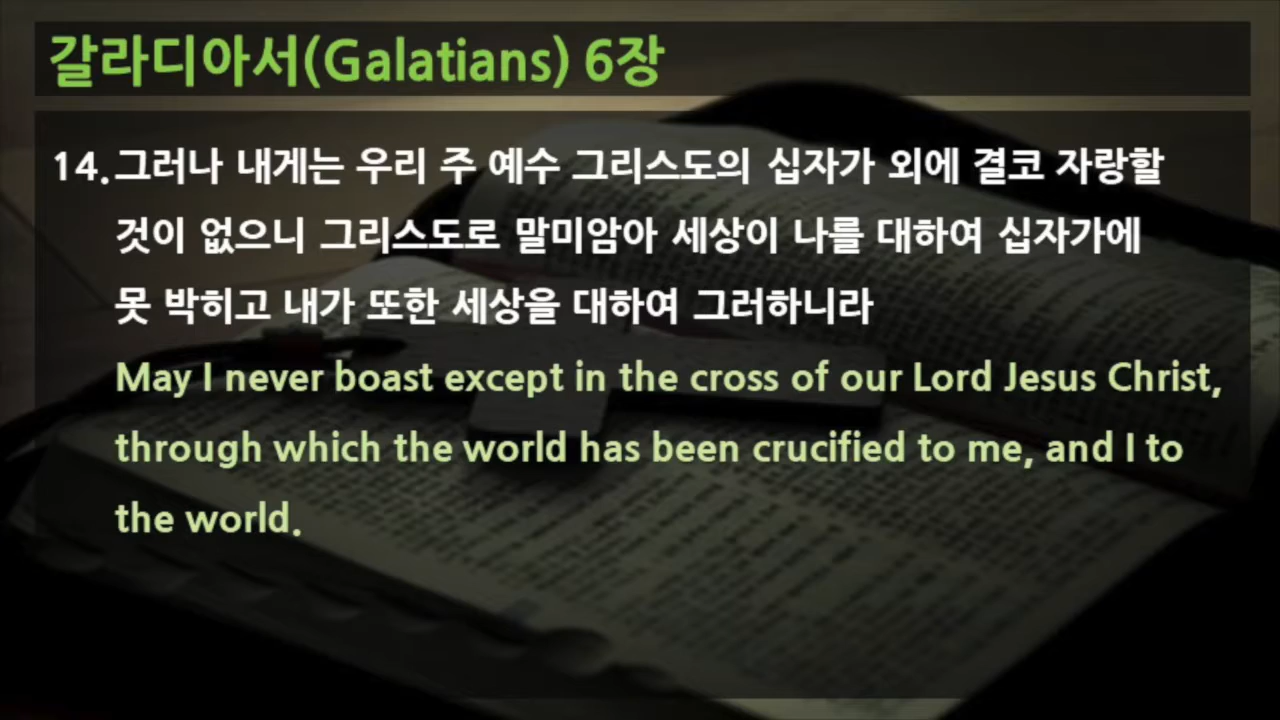 갈라디아서(Galatians) 6장
14. 그러나 내게는 우리 주 예수 그리스도의 십자가 외에 결코 자랑할
것이 없으니 그리스도로 말미암아 세상이 나를 대하여 십자가에
못 박히고 내가 또한 세상을 대하여 그러하니라
May I never boast except in the cross of our Lord Jesus Christ,
through which the world has been crucified to me, and I to
the world.